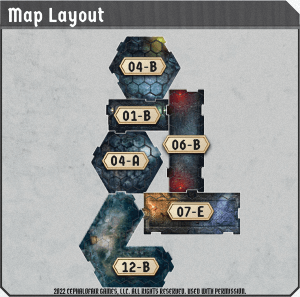 Map Layout
04-B
01-B
06-B
04-A
07-E
12-B
2022 CEPHALOFAIR GAMES, LLC. ALL RIGHTS RESERVED. USED WITH PERMISSION.